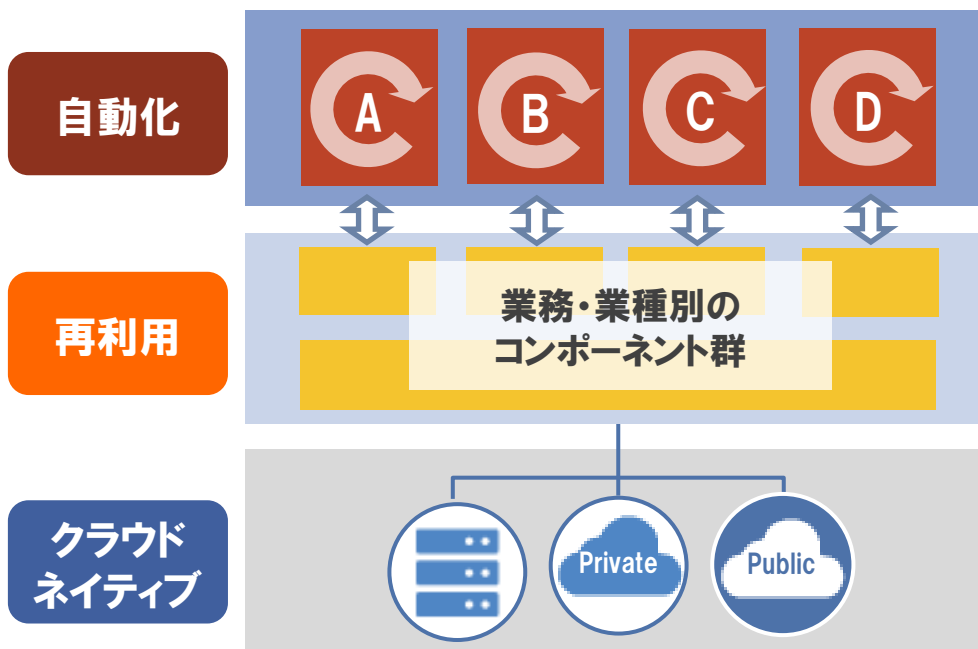 自動化
A
B
C
D
再利用
業務・業種別の
コンポーネント群
クラウド
ネイティブ
Private
Public